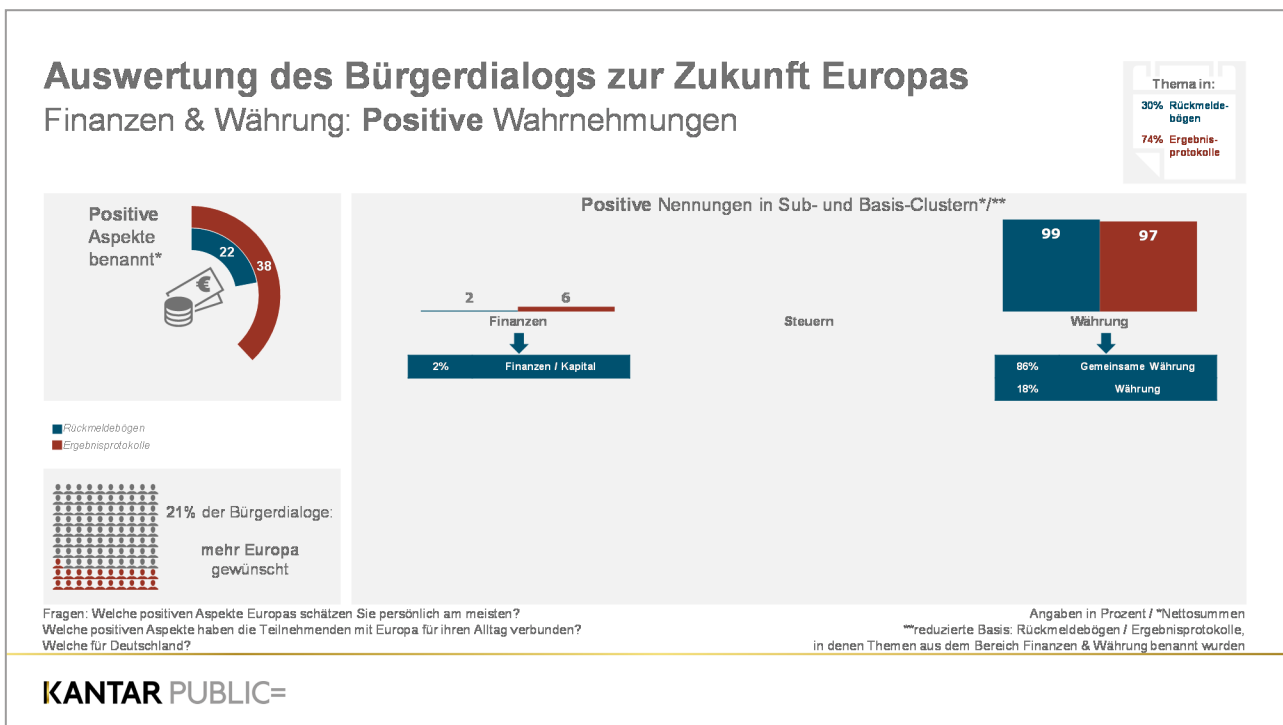 Auswertung des Bürgerdialogs zur Zukunft Europas
Finanzen & Währung: Positive Wahrnehmungen
Thema in:
30% Rückmelde-
bögen
74% Ergebnis-
protokolle
Positive
Aspekte
benannt*
22
38
€
Rückmeldebögen
Ergebnisprotokolle
21% der Bürgerdialoge:
mehr Europa
gewünscht
Positive Nennungen in Sub- und Basis-Clustern*/**
2 6
Finanzen
2% Finanzen / Kapital
Steuern
99 97
Währung
86% Gemeinsame Währung
18% Währung
Fragen: Welche positiven Aspekte Europas schätzen Sie persönlich am meisten?
Welche positiven Aspekte haben die Teilnehmenden mit Europa für ihren Alltag verbunden?
Welche für Deutschland?
Angaben in Prozent / *Nettosummen
**reduzierte Basis: Rückmeldebögen / Ergebnisprotokolle,
in denen Themen aus dem Bereich Finanzen & Währung benannt wurden
KANTAR PUBLIC=